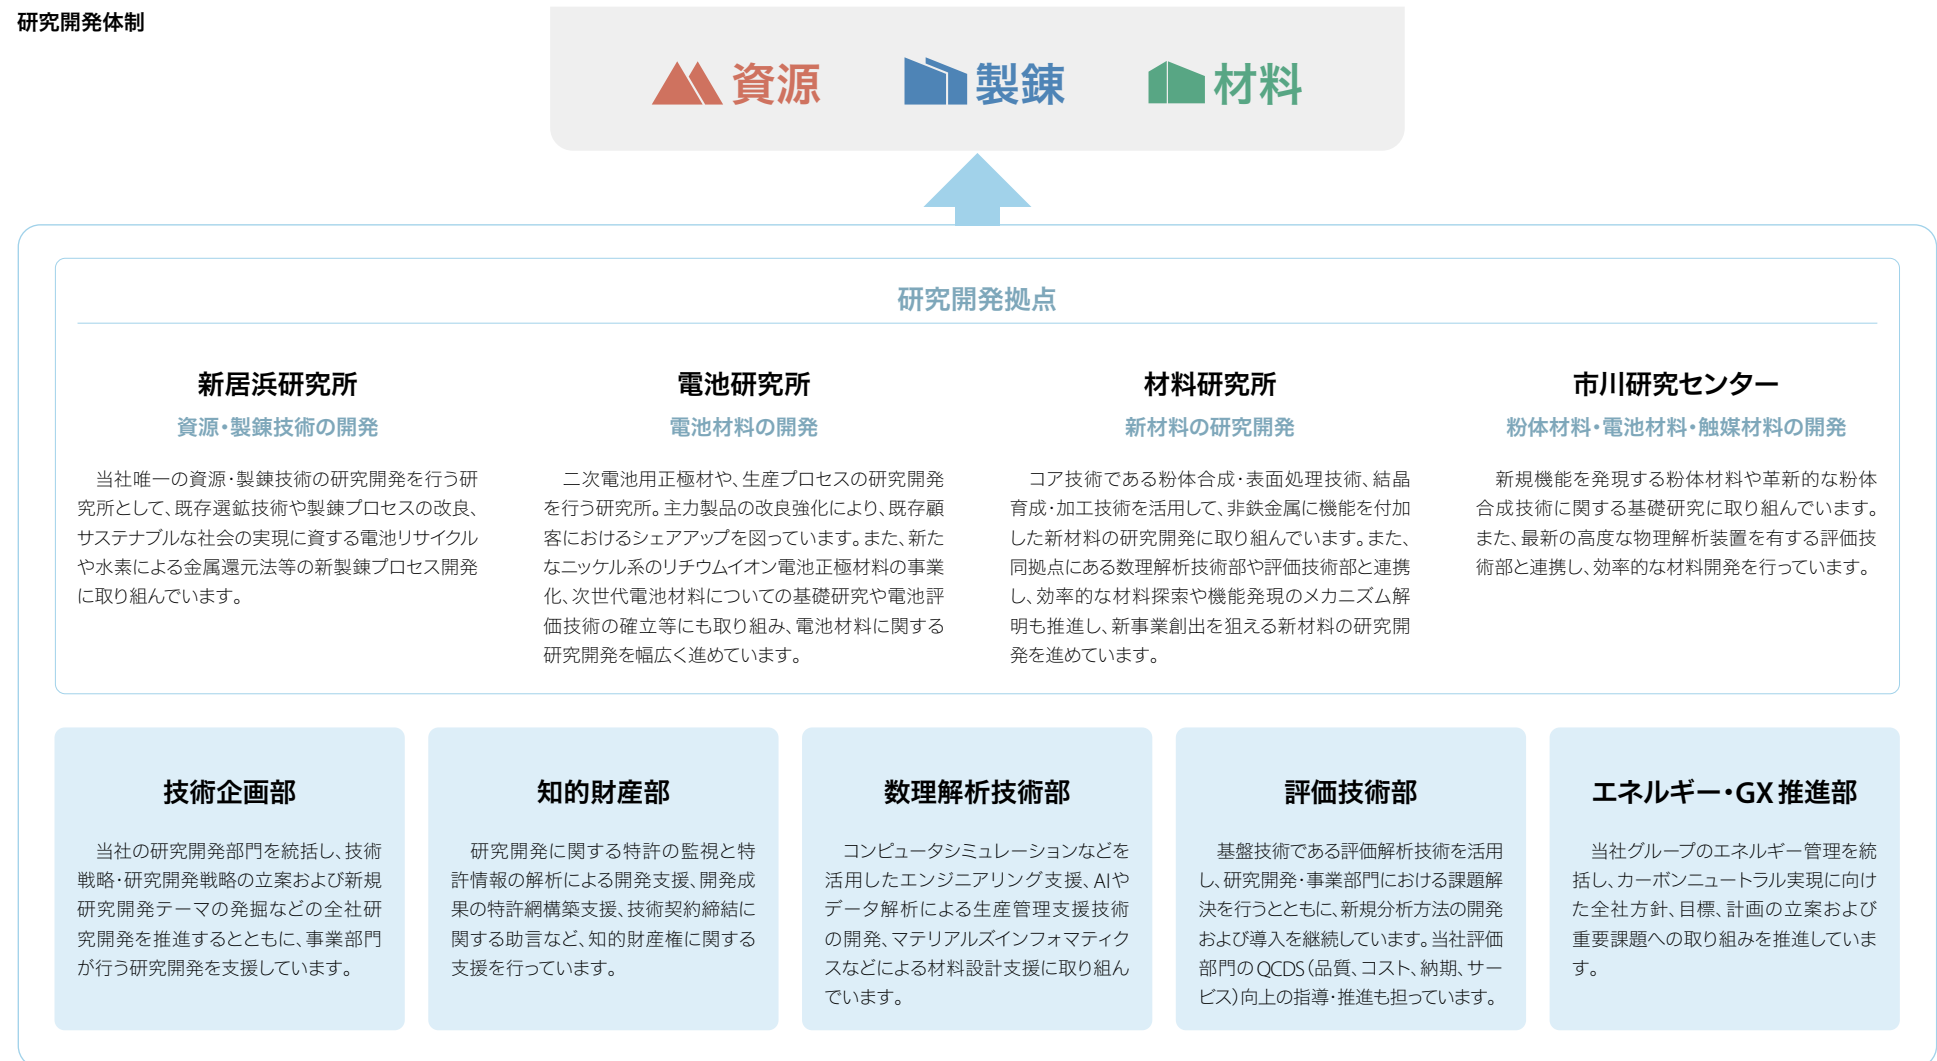 研究開発体制
資源
製錬
材料
研究開発拠点
新居浜研究所
資源・製錬技術の開発
当社唯一の資源・製錬技術の研究開発を行う研
究所として、既存選鉱技術や製錬プロセスの改良、
サステナブルな社会の実現に資する電池リサイクル
や水素による金属還元法等の新製錬プロセス開発
に取り組んでいます。
電池研究所
電池材料の開発
二次電池用正極材や、生産プロセスの研究開発
を行う研究所。主力製品の改良強化により、既存顧
客におけるシェアアップを図っています。また、新た
なニッケル系のリチウムイオン電池正極材料の事業
化、次世代電池材料についての基礎研究や電池評
価技術の確立等にも取り組み、電池材料に関する
研究開発を幅広く進めています。
材料研究所
新材料の研究開発
コア技術である粉体合成・表面処理技術、結晶
育成・加工技術を活用して、非鉄金属に機能を付加
した新材料の研究開発に取り組んでいます。また、
同拠点にある数理解析技術部や評価技術部と連携
し、効率的な材料探索や機能発現のメカニズム解
明も推進し、新事業創出を狙える新材料の研究開
発を進めています。
市川研究センター
粉体材料・電池材料・触媒材料の開発
新規機能を発現する粉体材料や革新的な粉体
合成技術に関する基礎研究に取り組んでいます。
また、最新の高度な物理解析装置を有する評価技
術部と連携し、効率的な材料開発を行っています。
技術企画部
当社の研究開発部門を統括し、技術
戦略・研究開発戦略の立案および新規
研究開発テーマの発掘などの全社研
究開発を推進するとともに、事業部門
が行う研究開発を支援しています。
知的財産部
研究開発に関する特許の監視と特
許情報の解析による開発支援、開発成
果の特許網構築支援、技術契約締結に
関する助言など、知的財産権に関する
支援を行っています。
数理解析技術部
コンピュータシミュレーションなどを
活用したエンジニアリング支援、AIや
データ解析による生産管理支援技術
の開発、マテリアルズインフォマティク
スなどによる材料設計支援に取り組ん
でいます。
評価技術部
基盤技術である評価解析技術を活用
し、研究開発・事業部門における課題解
決を行うとともに、新規分析方法の開発
および導入を継続しています。当社評価
部門のQCDS（品質、コスト、納期、サー
ビス）向上の指導・推進も担っています。
エネルギー・GX推進部
当社グループのエネルギー管理を統
括し、カーボンニュートラル実現に向け
た全社方針、目標、計画の立案および
重要課題への取り組みを推進していま
す。